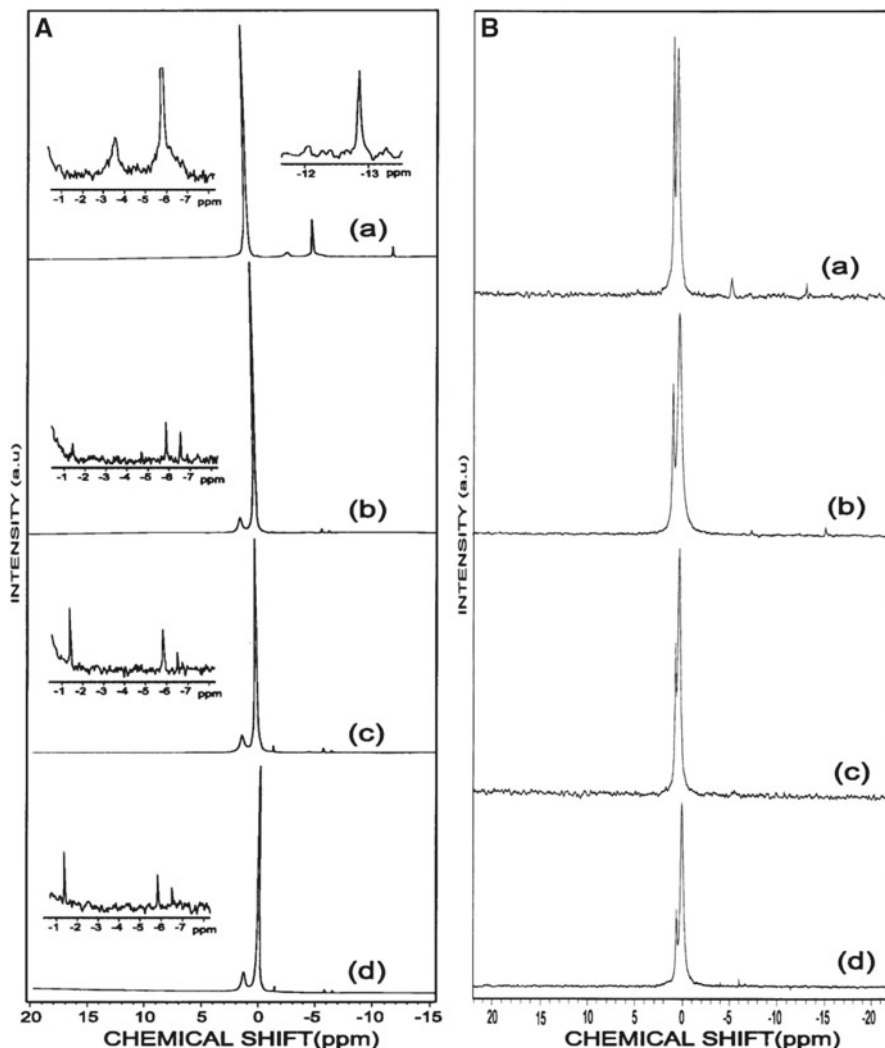 A
-1 -2 -3 -4 -5 -6 -7 ppm
-12 -13 ppm
(a)
-1 -2 -3 -4 -5 -6 -7 ppm
(b)
-1 -2 -3 -4 -5 -6 -7 ppm
(c)
-1 -2 -3 -4 -5 -6 -7 ppm
(d)
INTENSITY (a.u)
20 15 10 5 0 -5 -10 -15
CHEMICAL SHIFT(ppm)
B
(a)
(b)
(c)
(d)
INTENSITY (a.u)
20 15 10 5 0 -5 -10 -15 -20
CHEMICAL SHIFT(ppm)